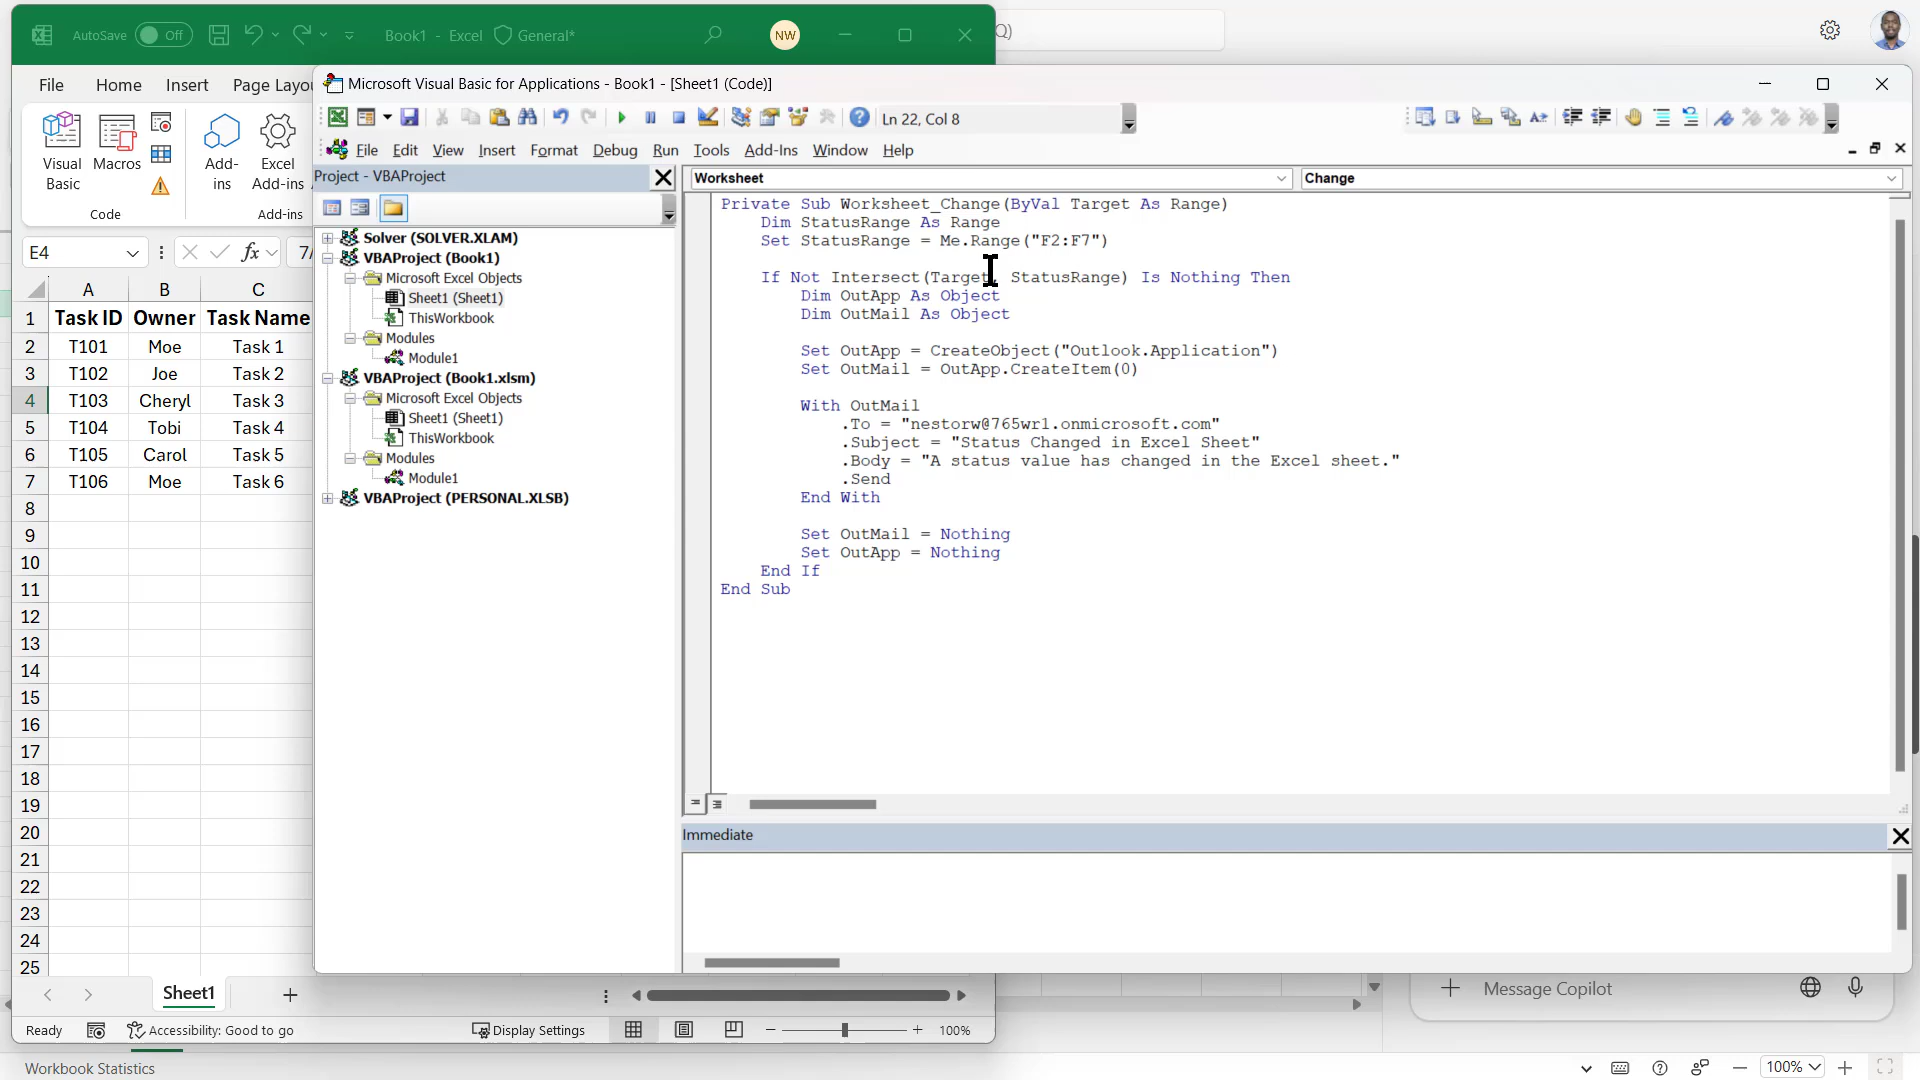 AutoSave Off Book1 - Excel General* NW Q)
File Home Insert Page Layou
Microsoft Visual Basic for Applications - Book1 - [Sheet1 (Code)]
Ln 22, Col 8
File Edit View Insert Format Debug Run Tools Add-Ins Window Help
Visual Basic
Macros
Add-ins
Excel Add-ins
Code
Add-ins
E4 fx 7/
Project - VBAProject
Solver (SOLVER.XLAM)
VBAProject (Book1)
Microsoft Excel Objects
Sheet1 (Sheet1)
ThisWorkbook
Modules
Module1
VBAProject (Book1.xlsm)
Microsoft Excel Objects
Sheet1 (Sheet1)
ThisWorkbook
Modules
Module1
VBAProject (PERSONAL.XLSB)
A B C
1 Task ID Owner Task Name
2 T101 Moe Task 1
3 T102 Joe Task 2
4 T103 Cheryl Task 3
5 T104 Tobi Task 4
6 T105 Carol Task 5
7 T106 Moe Task 6
8
9
10
11
12
13
14
15
16
17
18
19
20
21
22
23
24
25
Worksheet Change
Private Sub Worksheet_Change(ByVal Target As Range)
Dim StatusRange As Range
Set StatusRange = Me.Range("F2:F7")
If Not Intersect(Target, StatusRange) Is Nothing Then
Dim OutApp As Object
Dim OutMail As Object
Set OutApp = CreateObject("Outlook.Application")
Set OutMail = OutApp.CreateItem(0)
With OutMail
.To = "nestorw@765wr1.onmicrosoft.com"
.Subject = "Status Changed in Excel Sheet"
.Body = "A status value has changed in the Excel sheet."
.Send
End With
Set OutMail = Nothing
Set OutApp = Nothing
End If
End Sub
Immediate
Sheet1
Message Copilot
Ready Accessibility: Good to go Display Settings 100%
Workbook Statistics 100%